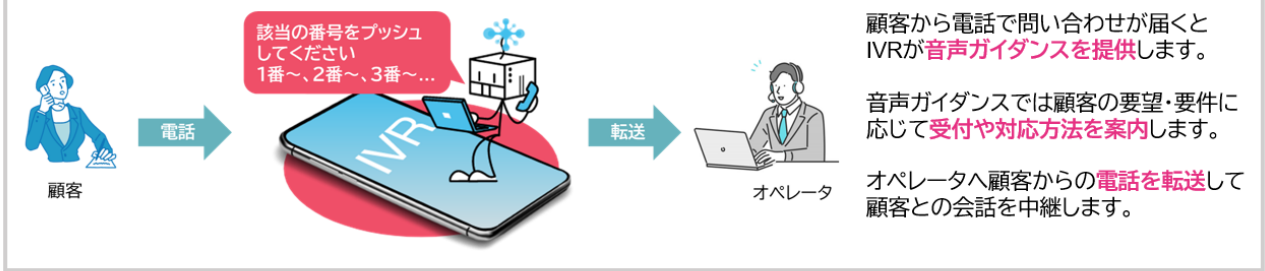 該当の番号をプッシュ
してください
1番～、2番～、3番～...
電話
IVR
転送
顧客
オペレータ
顧客から電話で問い合わせが届くと
IVRが音声ガイダンスを提供します。
音声ガイダンスでは顧客の要望・要件に
応じて受付や対応方法を案内します。
オペレータへ顧客からの電話を転送して
顧客との会話を中継します。